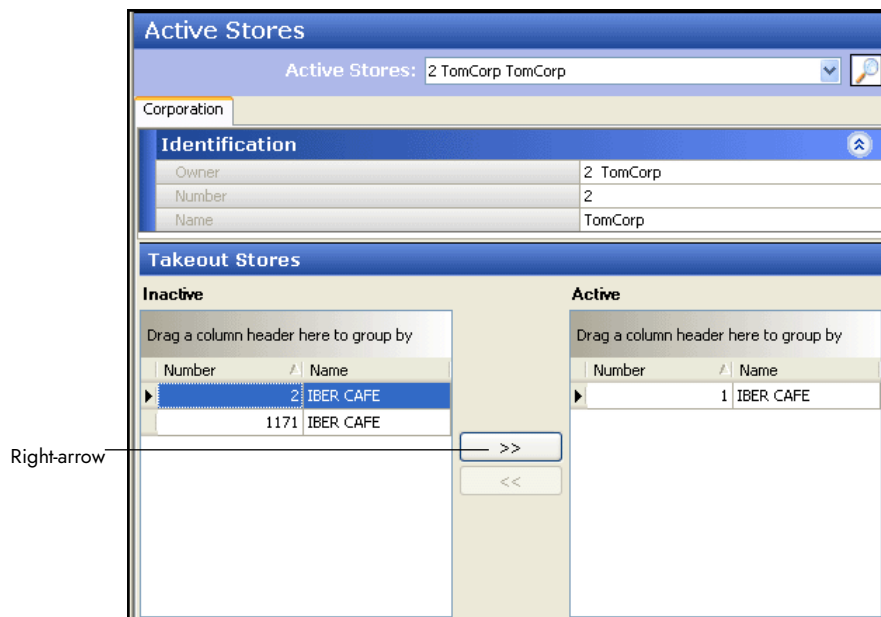 Active Stores
Active Stores: 2 TomCorp TomCorp
Corporation
Identification
Owner 2 TomCorp
Number 2
Name TomCorp
Takeout Stores
Inactive Active
Drag a column header here to group by Drag a column header here to group by
Number Name Number Name
2 IBER CAFE 1 IBER CAFE
1171 IBER CAFE
Right-arrow >>
<<